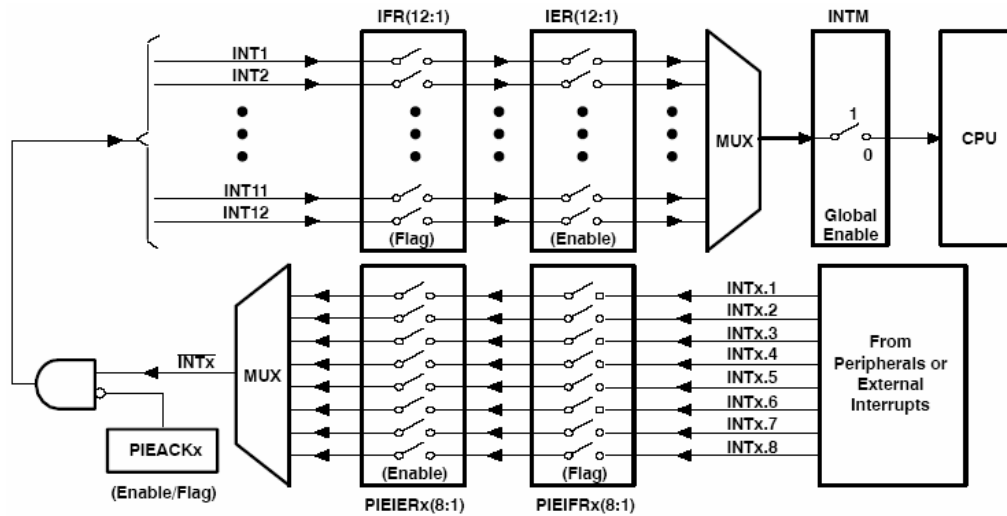 IFR(12:1)
IER(12:1)
INTM
INT1
INT2
INT11
INT12
(Flag)
(Enable)
MUX
1
0
Global
Enable
CPU
INTx
MUX
PIEACKx
(Enable/Flag)
(Enable)
PIEIERx(8:1)
(Flag)
PIEIFRx(8:1)
INTx.1
INTx.2
INTx.3
INTx.4
INTx.5
INTx.6
INTx.7
INTx.8
From
Peripherals or
External
Interrupts